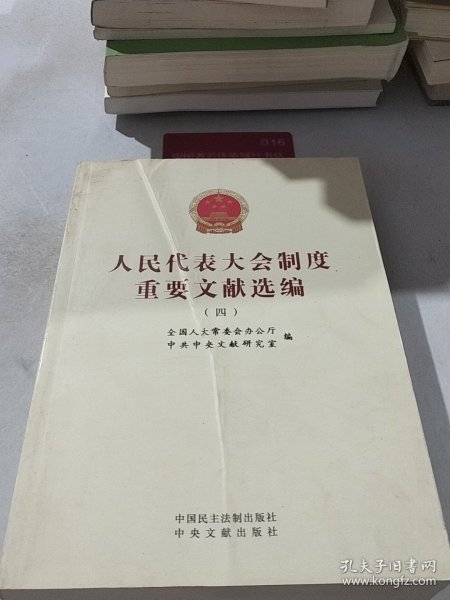 016
人民代表大会制度
重要文献选编
(四)
全国人大常委会办公厅
中共中央文献研究室
编
中国民主法制出版社
中央文献出版社
孔夫子旧书网
www.kongfz.com